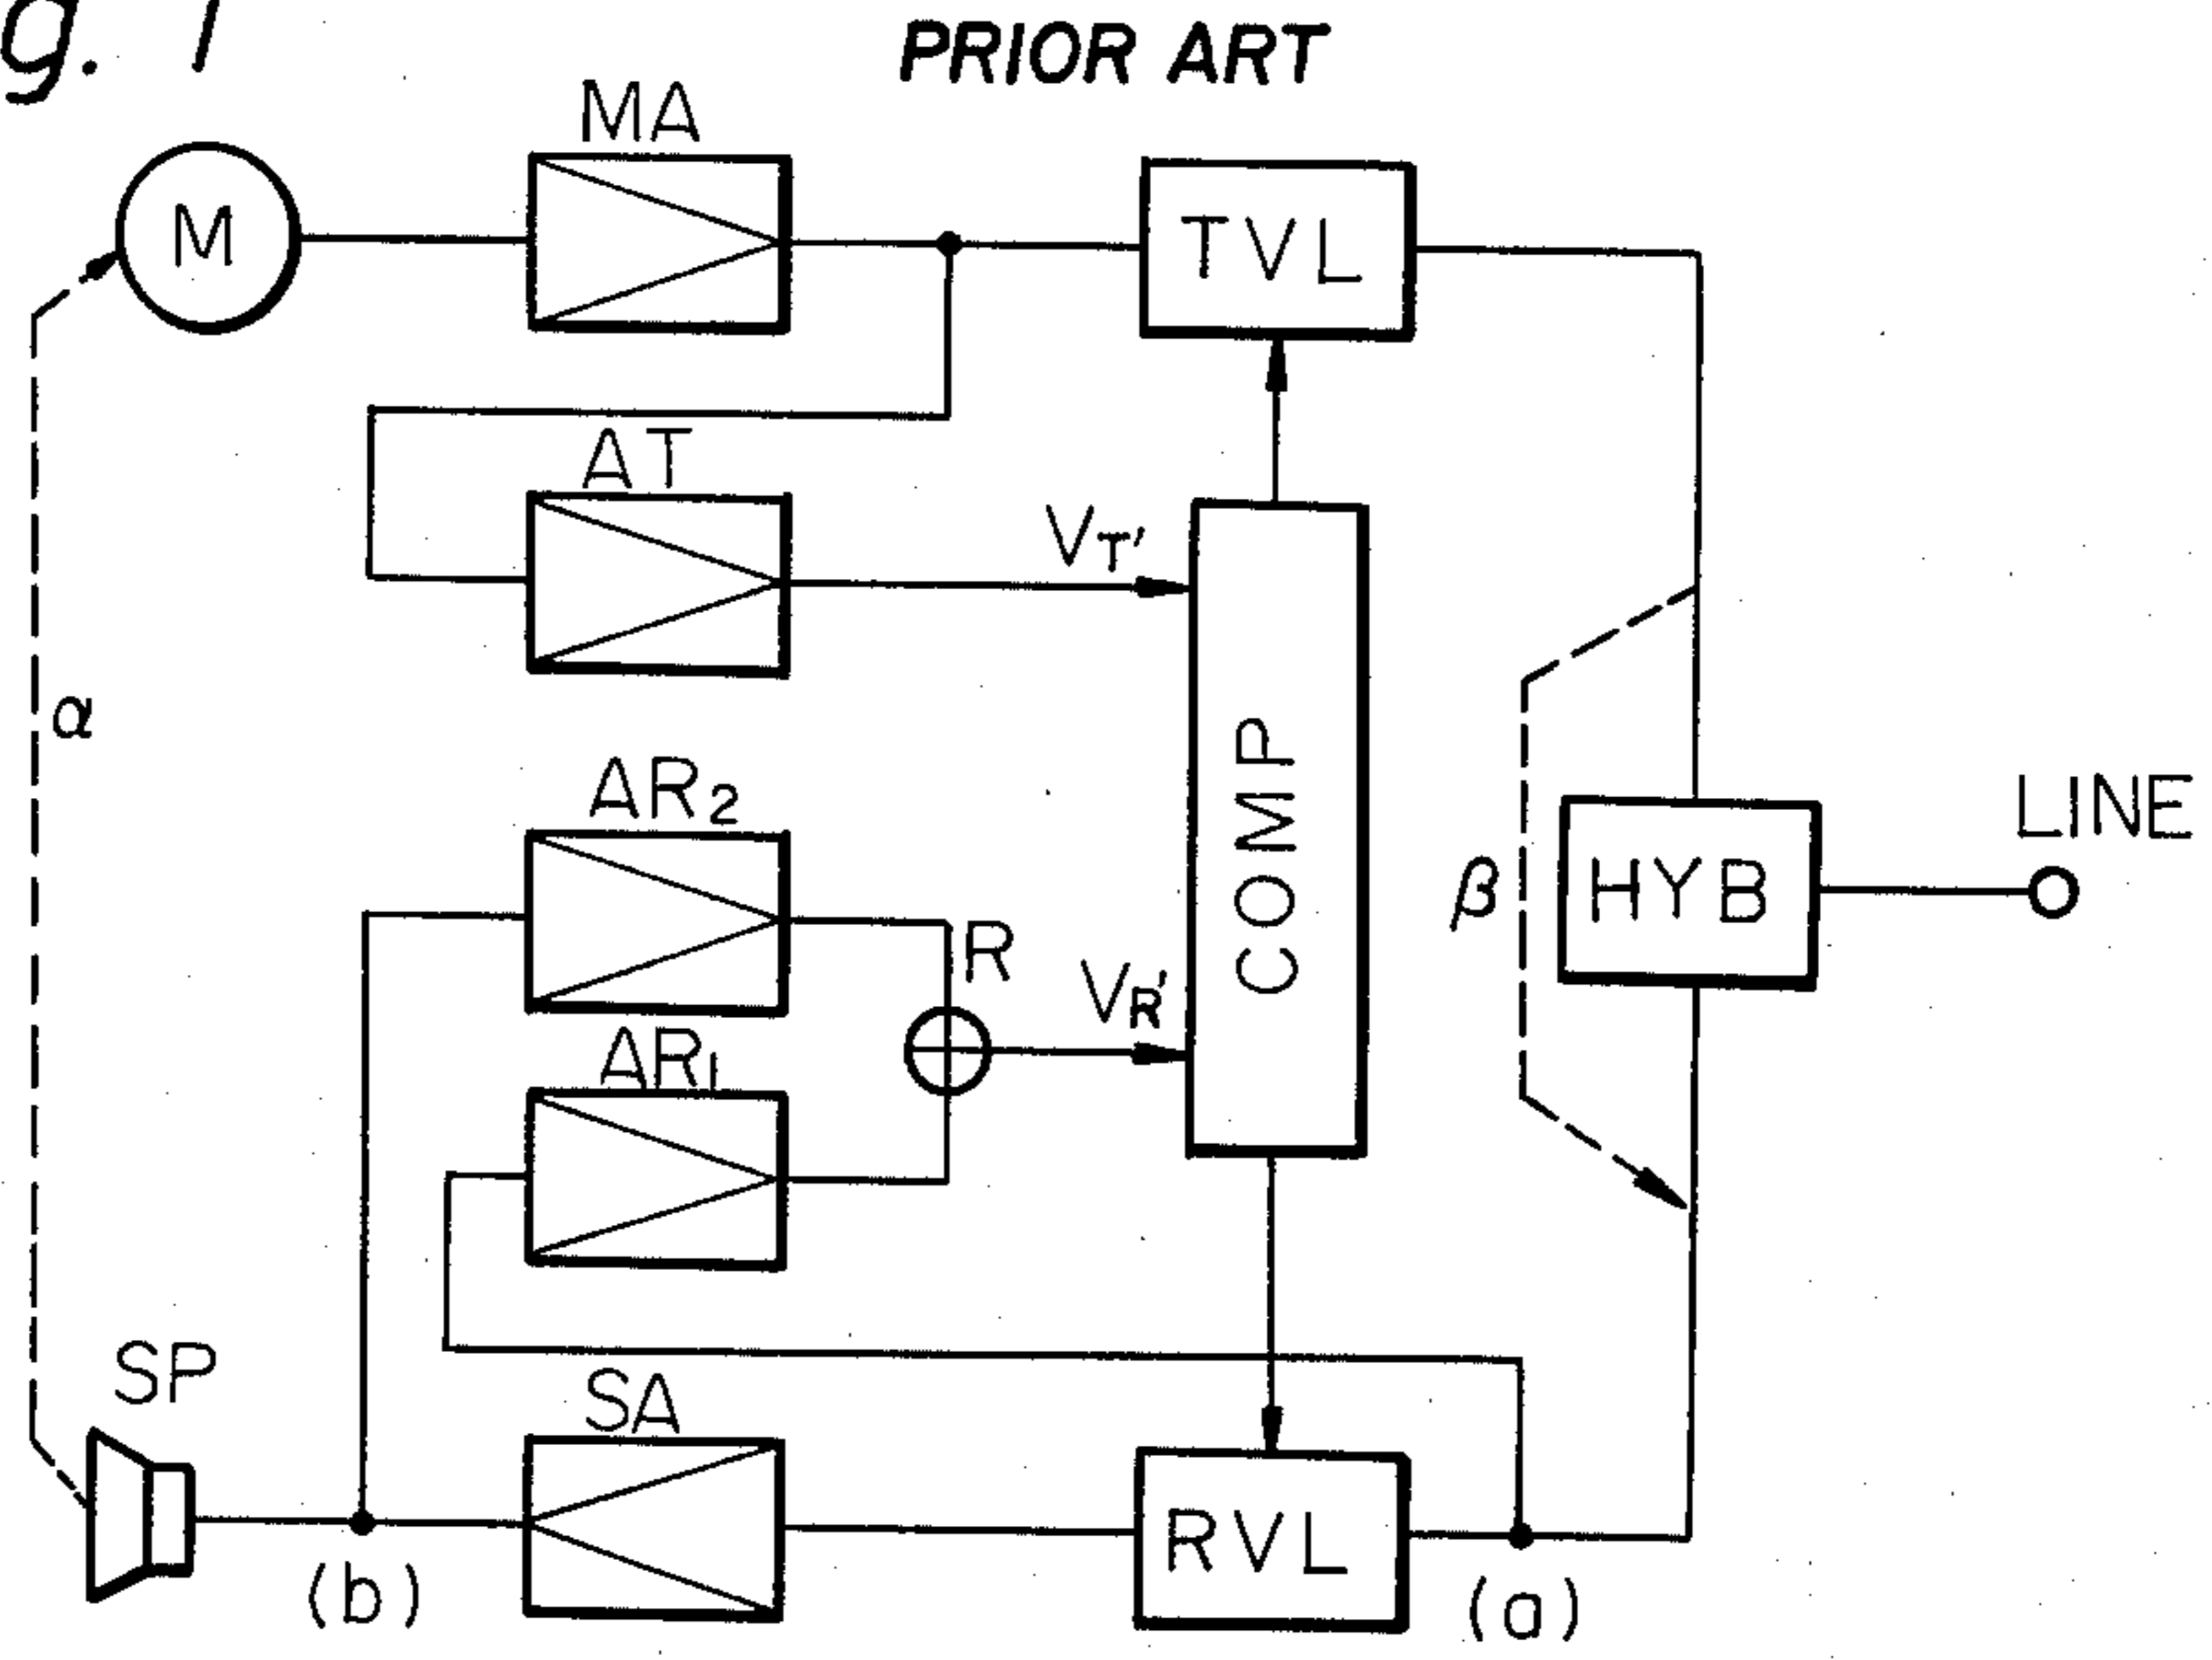 g. 1
PRIOR ART
MA
M
TVL
AT
VT'
α
COMP
AR2
LINE
β
HYB
R
VR'
AR1
SP
SA
RVL
(b)
(a)